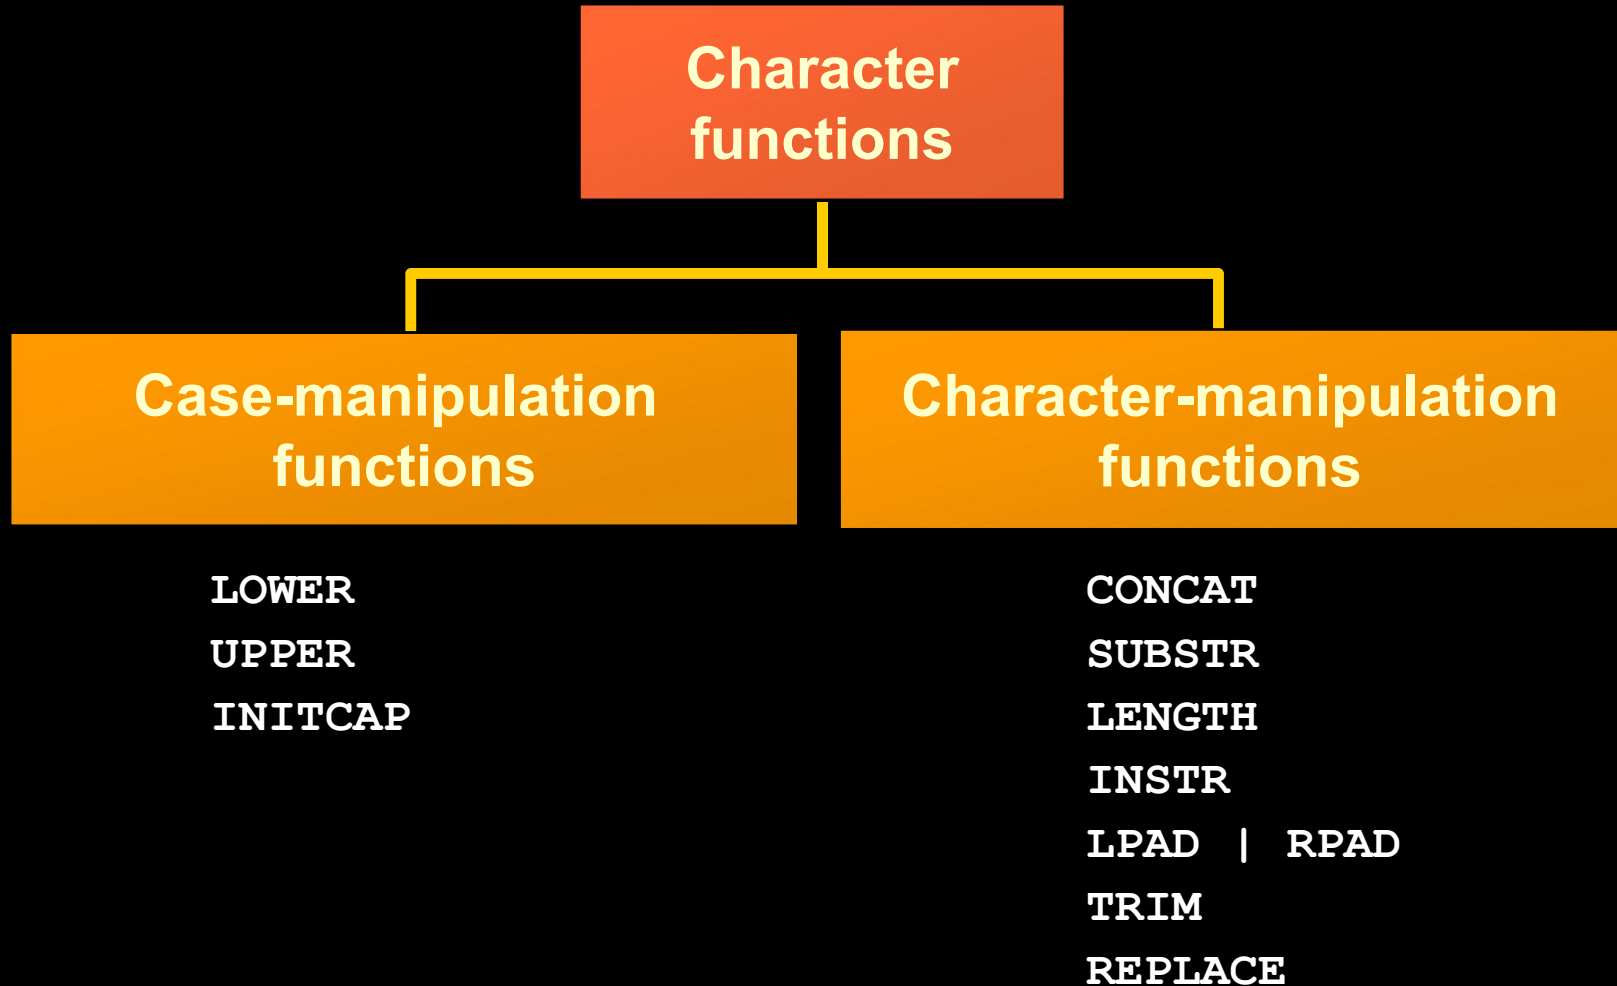 Character
functions
Case-manipulation
functions
Character-manipulation
functions
LOWER
UPPER
INITCAP
CONCAT
SUBSTR
LENGTH
INSTR
LPAD | RPAD
TRIM
REPLACE